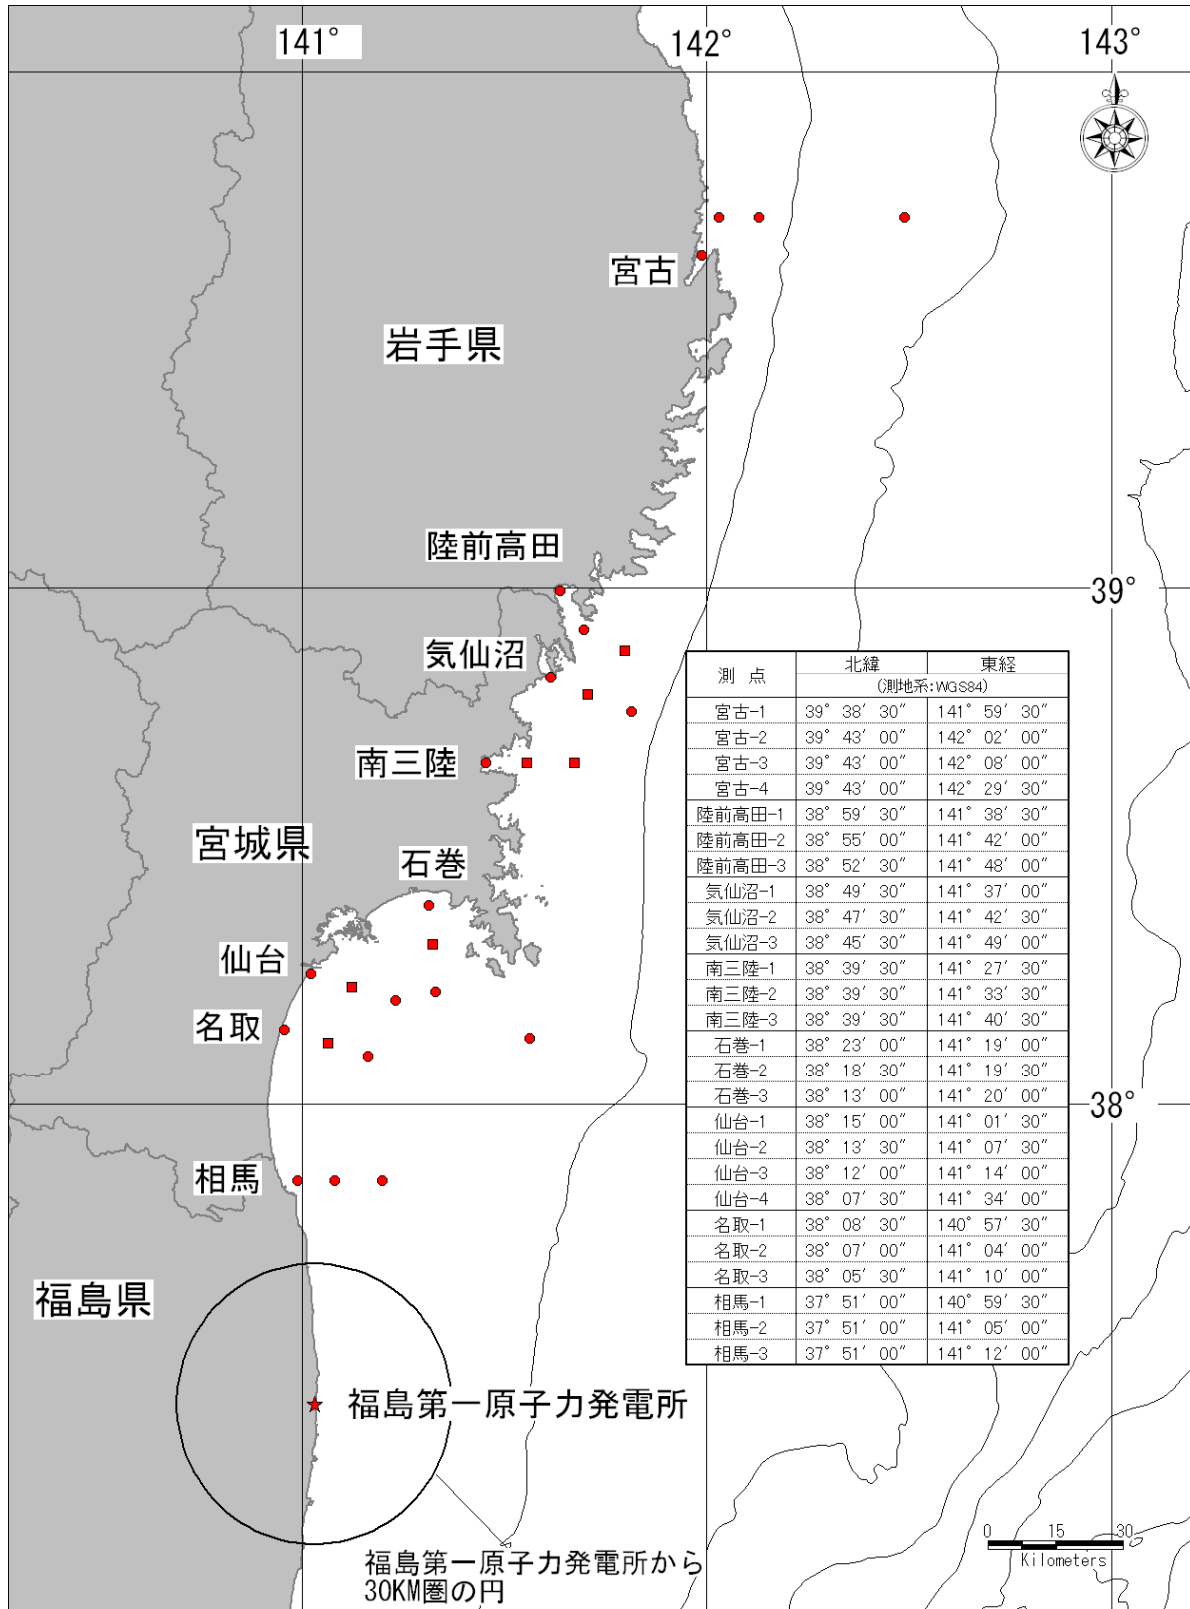 141° 142° 143°
宮古
岩手県
陸前高田
39°
気仙沼
南三陸
宮城県
石巻
仙台
名取
38°
相馬
福島県
福島第一原子力発電所
福島第一原子力発電所から
30KM圏の円
測 点 北緯 東経
(測地系:WGS84)
宮古-1 39° 38′ 30″ 141° 59′ 30″
宮古-2 39° 43′ 00″ 142° 02′ 00″
宮古-3 39° 43′ 00″ 142° 08′ 00″
宮古-4 39° 43′ 00″ 142° 29′ 30″
陸前高田-1 38° 59′ 30″ 141° 38′ 30″
陸前高田-2 38° 55′ 00″ 141° 42′ 00″
陸前高田-3 38° 52′ 30″ 141° 48′ 00″
気仙沼-1 38° 49′ 30″ 141° 37′ 00″
気仙沼-2 38° 47′ 30″ 141° 42′ 30″
気仙沼-3 38° 45′ 30″ 141° 49′ 00″
南三陸-1 38° 39′ 30″ 141° 27′ 30″
南三陸-2 38° 39′ 30″ 141° 33′ 30″
南三陸-3 38° 39′ 30″ 141° 40′ 30″
石巻-1 38° 23′ 00″ 141° 19′ 00″
石巻-2 38° 18′ 30″ 141° 19′ 30″
石巻-3 38° 13′ 00″ 141° 20′ 00″
仙台-1 38° 15′ 00″ 141° 01′ 30″
仙台-2 38° 13′ 30″ 141° 07′ 30″
仙台-3 38° 12′ 00″ 141° 14′ 00″
仙台-4 38° 07′ 30″ 141° 34′ 00″
名取-1 38° 08′ 30″ 140° 57′ 30″
名取-2 38° 07′ 00″ 141° 04′ 00″
名取-3 38° 05′ 30″ 141° 10′ 00″
相馬-1 37° 51′ 00″ 140° 59′ 30″
相馬-2 37° 51′ 00″ 141° 05′ 00″
相馬-3 37° 51′ 00″ 141° 12′ 00″
0 15 30
Kilometers